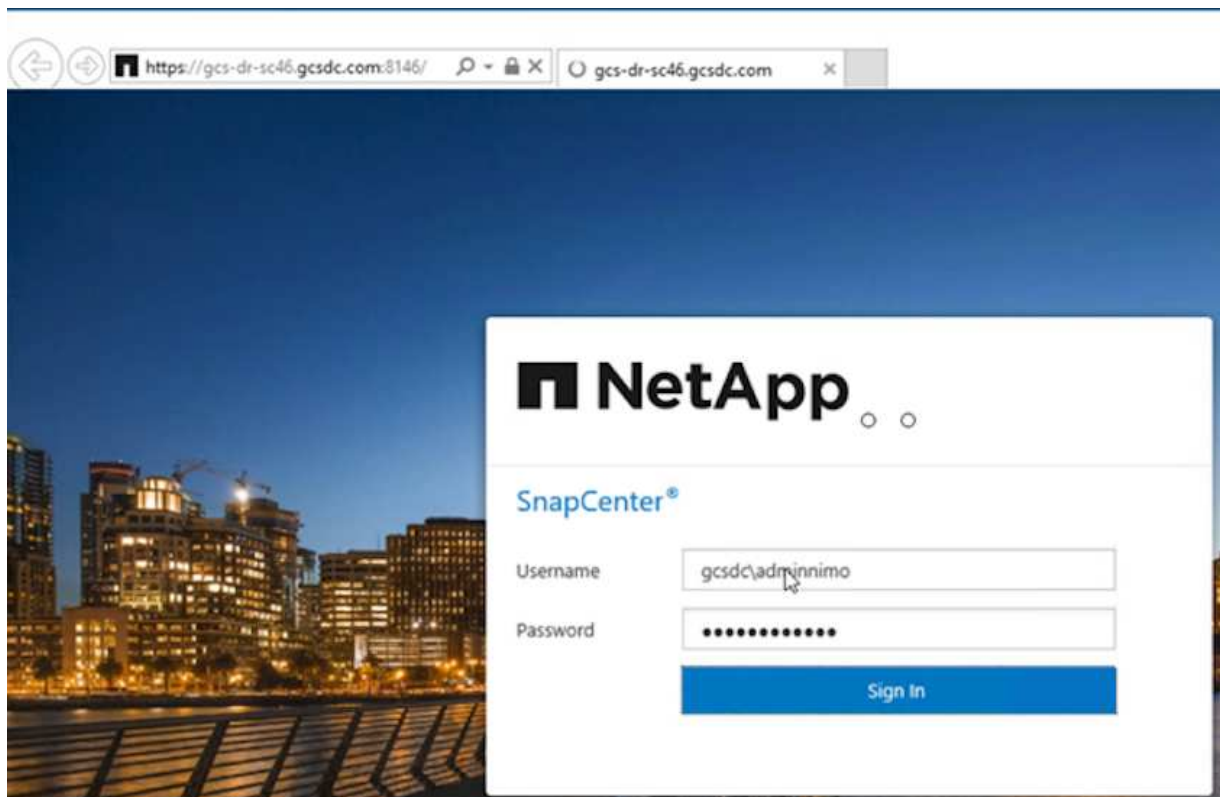 https://gcs-dr-sc46.gcsdc.com:8146/
gcs-dr-sc46.gcsdc.com
NetApp
SnapCenter®
Username gcsdc\adminnimo
Password ••••••••••••
Sign In